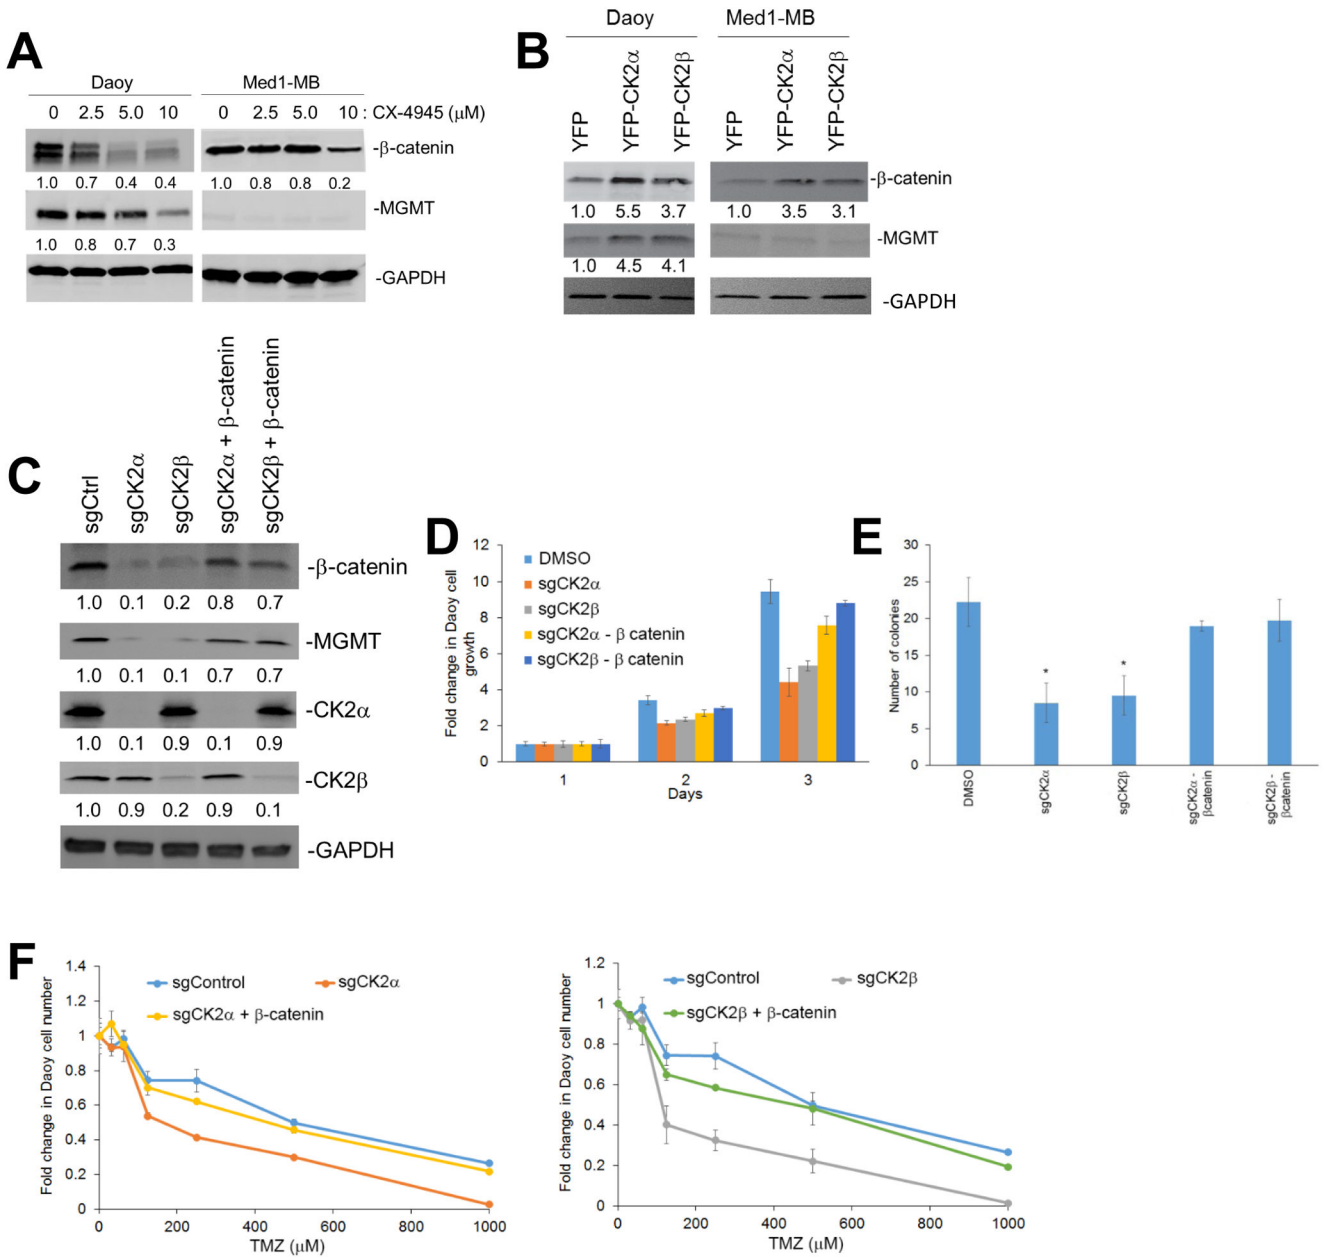 A
Daoy Med1-MB
0 2.5 5.0 10 0 2.5 5.0 10 : CX-4945 (μM)
-β-catenin
1.0 0.7 0.4 0.4 1.0 0.8 0.8 0.2
-MGMT
1.0 0.8 0.7 0.3
-GAPDH
B
Daoy Med1-MB
YFP YFP-CK2α YFP-CK2β YFP YFP-CK2α YFP-CK2β
-β-catenin
1.0 5.5 3.7 1.0 3.5 3.1
-MGMT
1.0 4.5 4.1
-GAPDH
C
sgCtrl sgCK2α sgCK2β sgCK2α + β-catenin sgCK2β + β-catenin
-β-catenin
1.0 0.1 0.2 0.8 0.7
-MGMT
1.0 0.1 0.1 0.7 0.7
-CK2α
1.0 0.1 0.9 0.1 0.9
-CK2β
1.0 0.9 0.2 0.9 0.1
-GAPDH
D
Fold change in Daoy cell
growth
12
10
8
6
4
2
0
DMSO
sgCK2α
sgCK2β
sgCK2α - β catenin
sgCK2β - β catenin
1 2 3
Days
E
Number of colonies
30
25
20
15
10
5
0
* *
DMSO
sgCK2α
sgCK2β
sgCK2α -
βcatenin
sgCK2β -
βcatenin
F
Fold change in Daoy cell number
1.4
1.2
1
0.8
0.6
0.4
0.2
0
sgControl sgCK2α
sgCK2α + β-catenin
0 200 400 600 800 1000
TMZ (μM)
Fold change in Daoy cell number
1.2
1
0.8
0.6
0.4
0.2
0
sgControl sgCK2β
sgCK2β + β-catenin
0 200 400 600 800 1000
TMZ (μM)